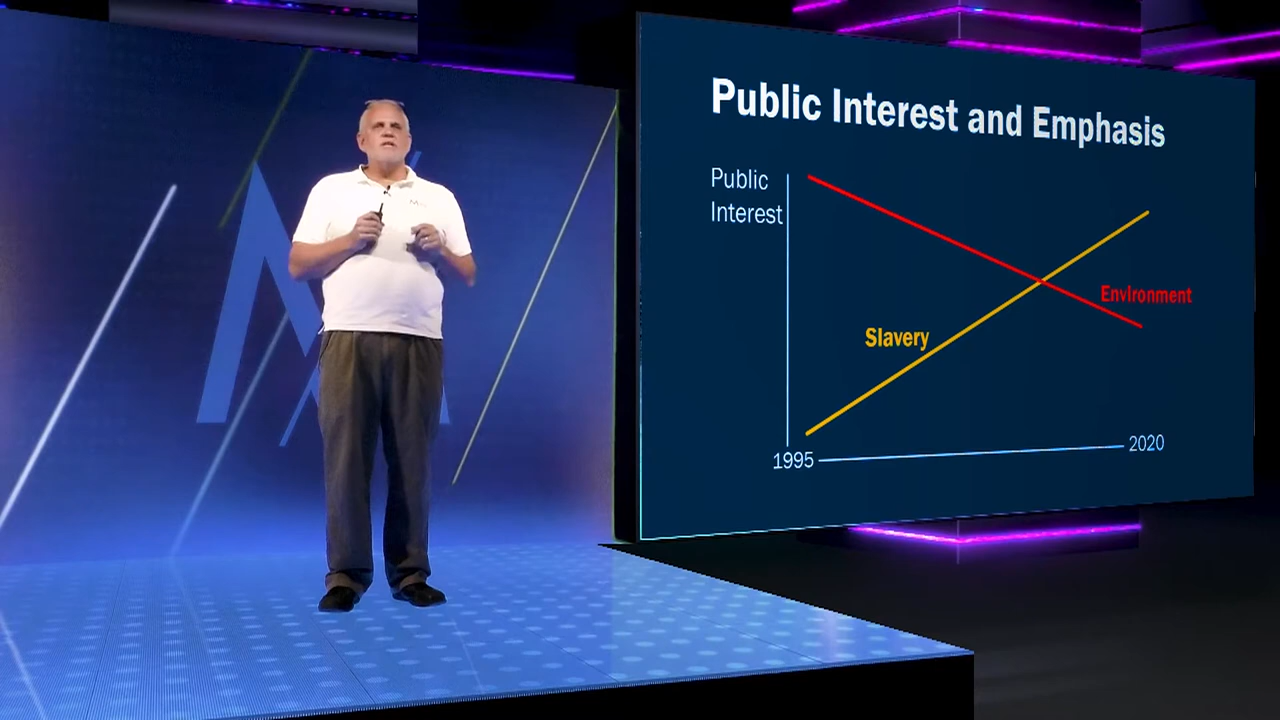 Public Interest and Emphasis
Public
Interest
Environment
Slavery
1995
2020